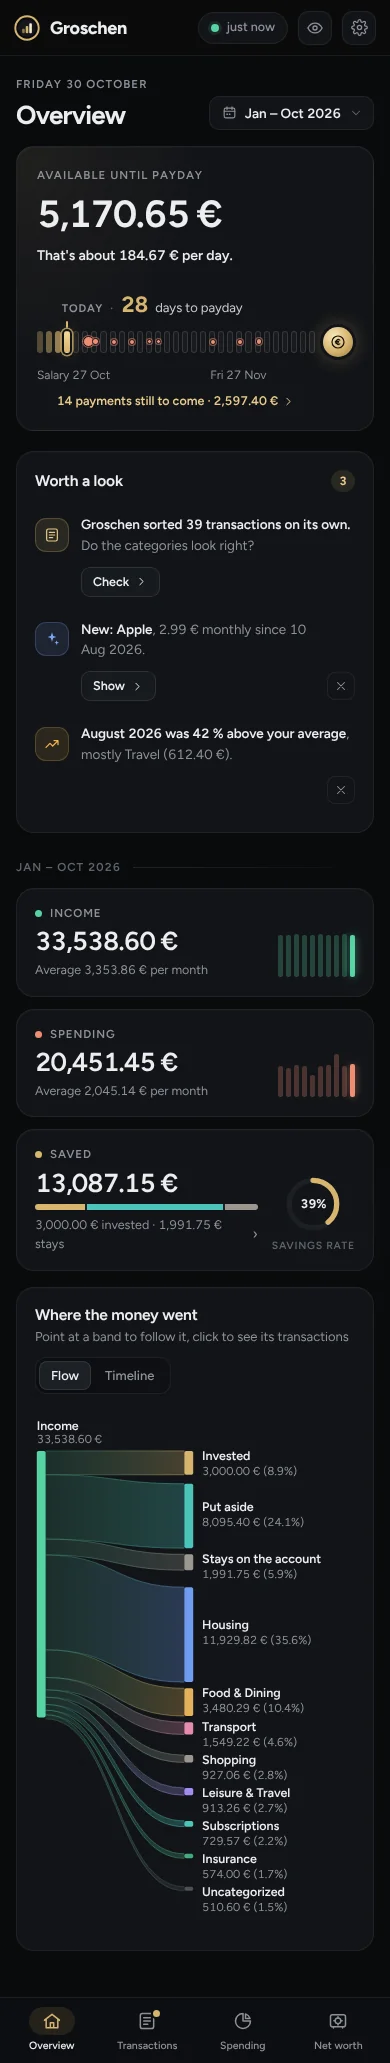 Groschen
just now
FRIDAY 30 OCTOBER
Overview
Jan – Oct 2026
AVAILABLE UNTIL PAYDAY
5,170.65 €
That's about 184.67 € per day.
TODAY · 28 days to payday
Salary 27 Oct
Fri 27 Nov
14 payments still to come · 2,597.40 €
Worth a look
3
Groschen sorted 39 transactions on its own.
Do the categories look right?
Check
New: Apple, 2.99 € monthly since 10
Aug 2026.
Show
August 2026 was 42 % above your average,
mostly Travel (612.40 €).
JAN – OCT 2026
INCOME
33,538.60 €
Average 3,353.86 € per month
SPENDING
20,451.45 €
Average 2,045.14 € per month
SAVED
13,087.15 €
3,000.00 € invested · 1,991.75 €
stays
39%
SAVINGS RATE
Where the money went
Point at a band to follow it, click to see its transactions
Flow
Timeline
Income
33,538.60 €
Invested
3,000.00 € (8.9%)
Put aside
8,095.40 € (24.1%)
Stays on the account
1,991.75 € (5.9%)
Housing
11,929.82 € (35.6%)
Food & Dining
3,480.29 € (10.4%)
Transport
1,549.22 € (4.6%)
Shopping
927.06 € (2.8%)
Leisure & Travel
913.26 € (2.7%)
Subscriptions
729.57 € (2.2%)
Insurance
574.00 € (1.7%)
Uncategorized
510.60 € (1.5%)
Overview
Transactions
Spending
Net worth